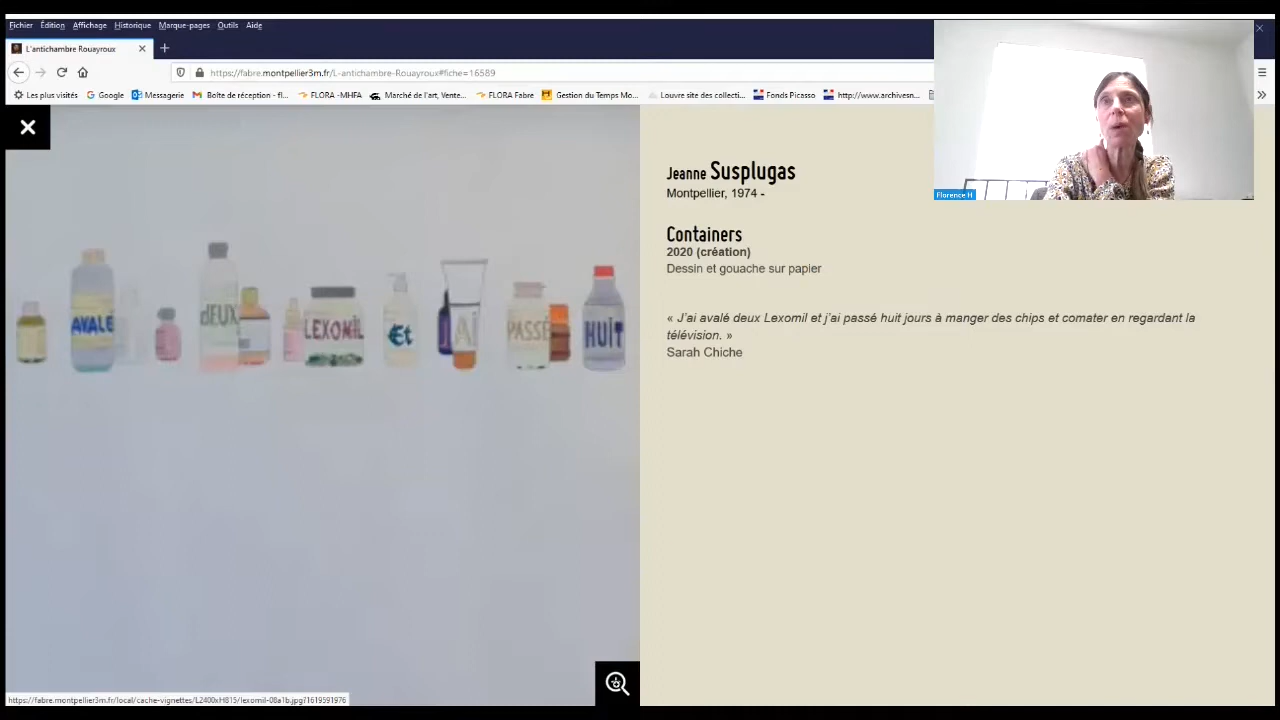 Fichier Édition Affichage Historique Marque-pages Outils Aide
L'antichambre Rouayroux
https://fabre.montpellier3m.fr/L-antichambre-Rouayroux#fiche=16589
Les plus visités Google Messagerie Boîte de réception - fl... FLORA -MHFA Marché de l'art, Vente... FLORA Fabre Gestion du Temps Mo... Louvre site des collecti... Fonds Picasso http://www.archivesn...
Florence H
Jeanne Susplugas
Montpellier, 1974 -
Containers
2020 (création)
Dessin et gouache sur papier
« J'ai avalé deux Lexomil et j'ai passé huit jours à manger des chips et comater en regardant la
télévision. »
Sarah Chiche
AVALÉ dEUX LEXOMIL Et J'AI PASSÉ HUIT
https://fabre.montpellier3m.fr/local/cache-vignettes/L2400xH815/lexomil-08a1b.jpg?1619591976